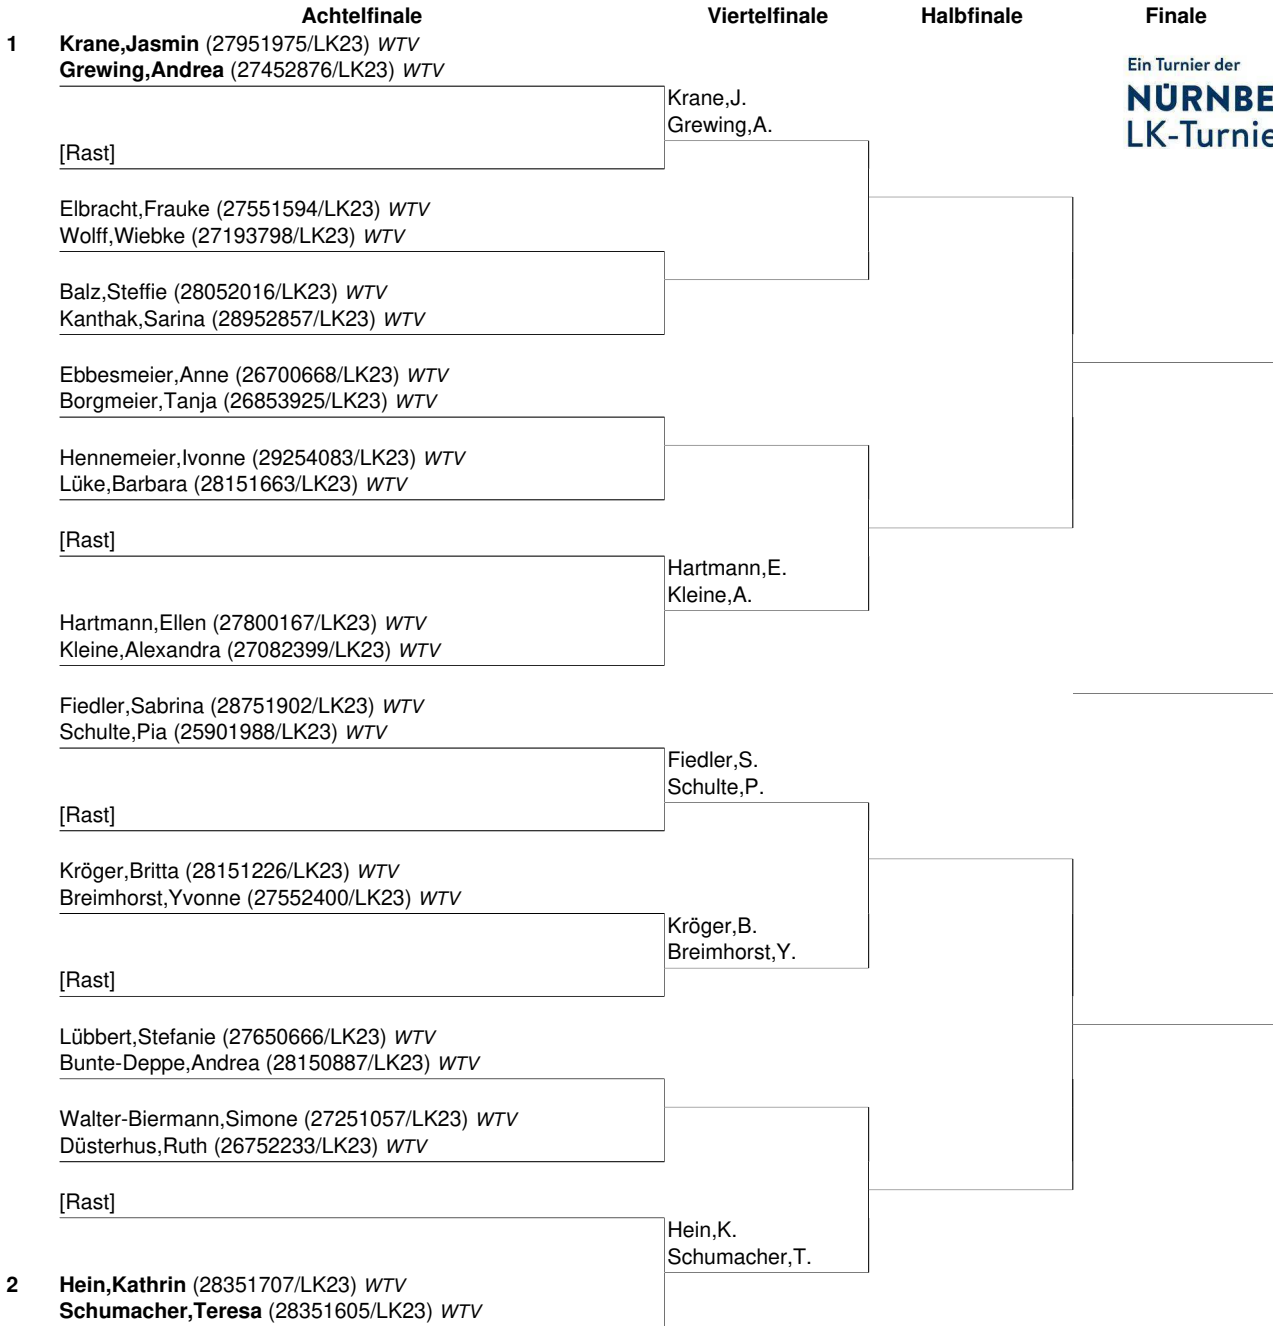 Achtelfinale Viertelfinale Halbfinale Finale
1 Krane,Jasmin (27951975/LK23) WTV
Grewing,Andrea (27452876/LK23) WTV
Ein Turnier der
NÜRNBE
LK-Turnie
Krane,J.
Grewing,A.
[Rast]
Elbracht,Frauke (27551594/LK23) WTV
Wolff,Wiebke (27193798/LK23) WTV
Balz,Steffie (28052016/LK23) WTV
Kanthak,Sarina (28952857/LK23) WTV
Ebbesmeier,Anne (26700668/LK23) WTV
Borgmeier,Tanja (26853925/LK23) WTV
Hennemeier,Ivonne (29254083/LK23) WTV
Lüke,Barbara (28151663/LK23) WTV
[Rast]
Hartmann,E.
Kleine,A.
Hartmann,Ellen (27800167/LK23) WTV
Kleine,Alexandra (27082399/LK23) WTV
Fiedler,Sabrina (28751902/LK23) WTV
Schulte,Pia (25901988/LK23) WTV
Fiedler,S.
Schulte,P.
[Rast]
Kröger,Britta (28151226/LK23) WTV
Breimhorst,Yvonne (27552400/LK23) WTV
Kröger,B.
Breimhorst,Y.
[Rast]
Lübbert,Stefanie (27650666/LK23) WTV
Bunte-Deppe,Andrea (28150887/LK23) WTV
Walter-Biermann,Simone (27251057/LK23) WTV
Düsterhus,Ruth (26752233/LK23) WTV
[Rast]
Hein,K.
Schumacher,T.
2 Hein,Kathrin (28351707/LK23) WTV
Schumacher,Teresa (28351605/LK23) WTV